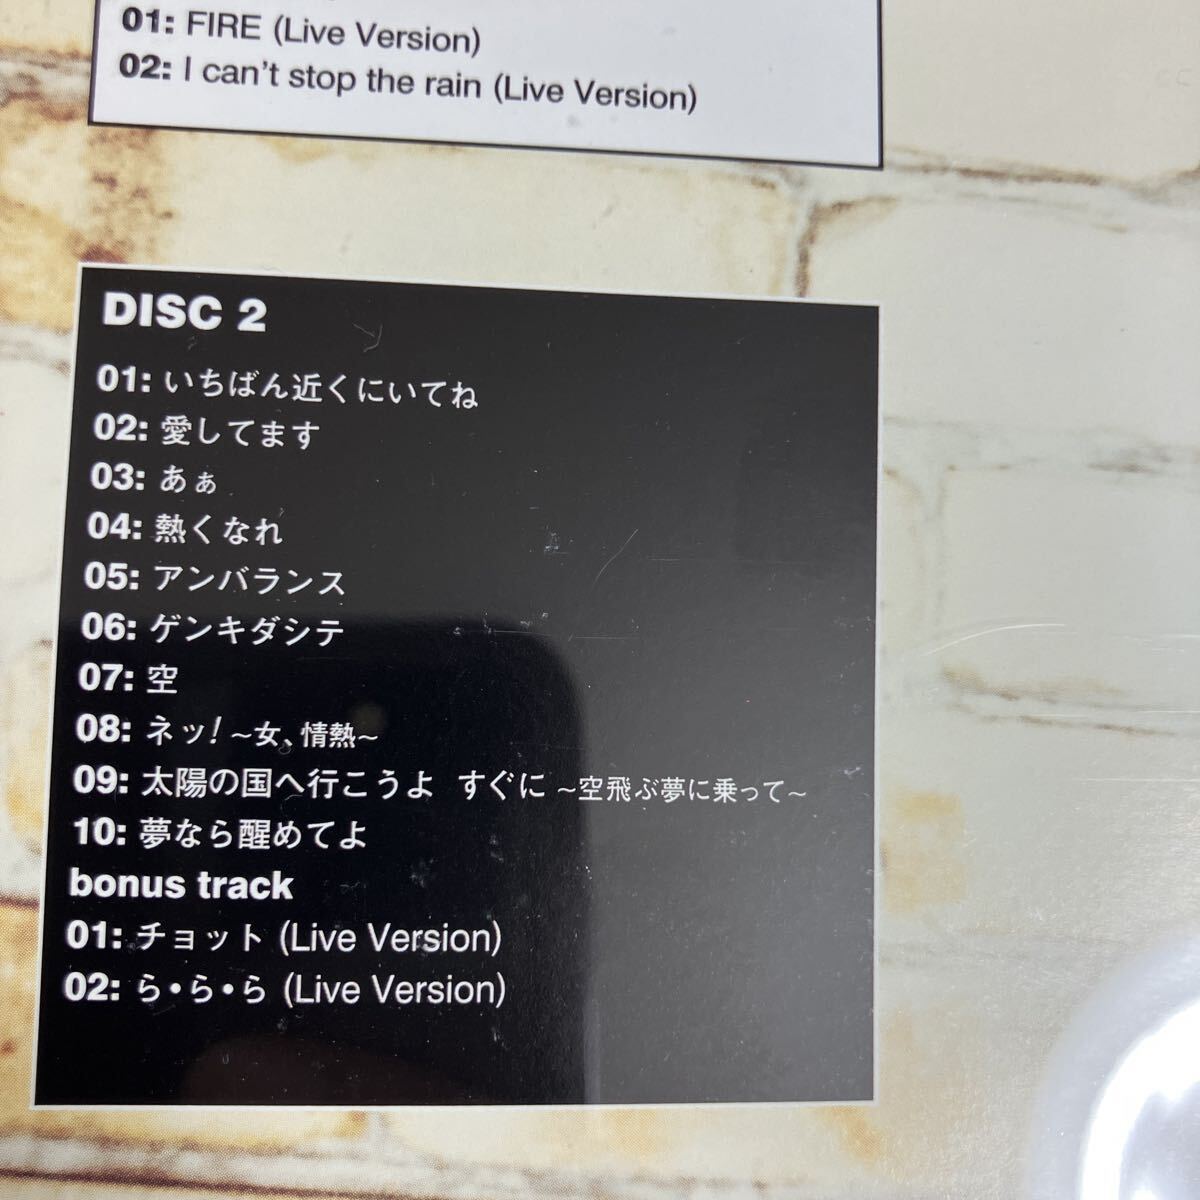 01: FIRE (Live Version)
02: I can't stop the rain (Live Version)
DISC 2
01: いちばん近くにいてね
02: 愛してます
03: あぁ
04: 熱くなれ
05: アンバランス
06: ゲンキダシテ
07: 空
08: ネッ! ~女、情熱~
09: 太陽の国へ行こうよ すぐに ~空飛ぶ夢に乗って~
10: 夢なら醒めてよ
bonus track
01: チョット (Live Version)
02: ら・ら・ら (Live Version)